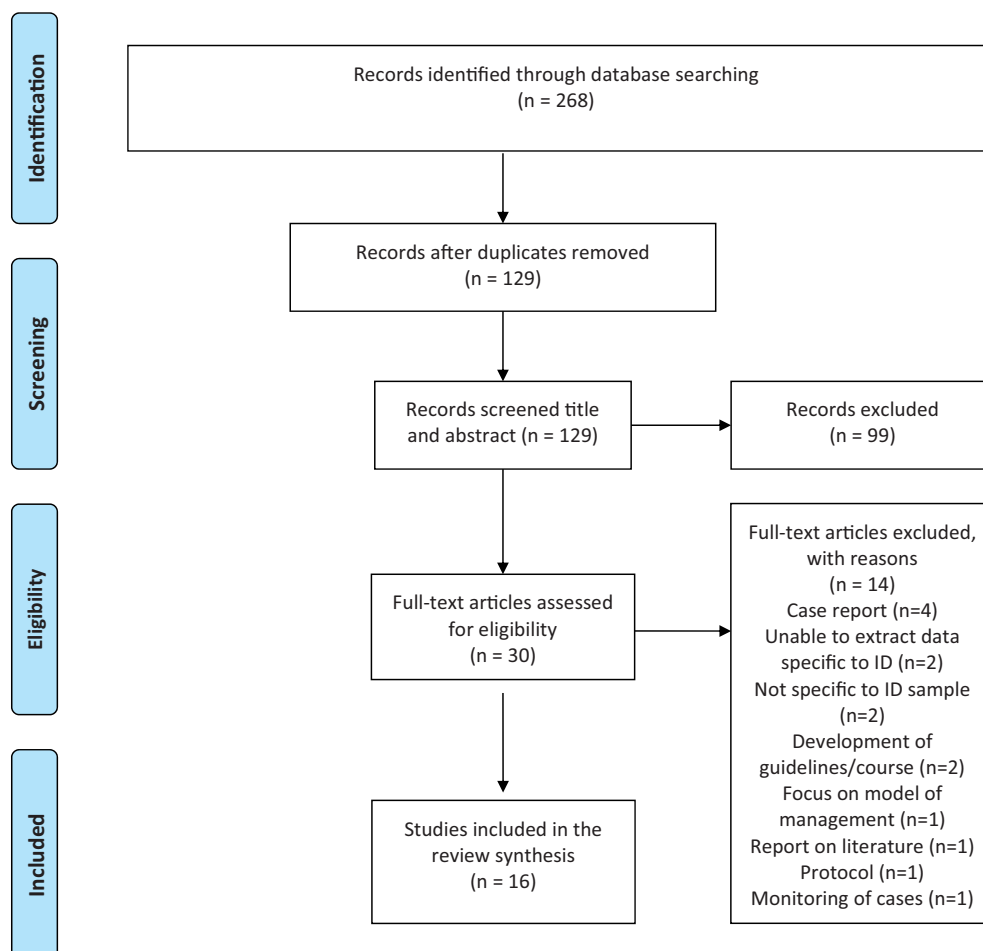 Identification
Records identified through database searching
(n = 268)
Records after duplicates removed
(n = 129)
Screening
Records screened title
and abstract (n = 129)
Records excluded
(n = 99)
Eligibility
Full-text articles assessed
for eligibility
(n = 30)
Full-text articles excluded,
with reasons
(n = 14)
Case report (n=4)
Unable to extract data
specific to ID (n=2)
Not specific to ID sample
(n=2)
Development of
guidelines/course (n=2)
Focus on model of
management (n=1)
Report on literature (n=1)
Protocol (n=1)
Monitoring of cases (n=1)
Included
Studies included in the
review synthesis
(n = 16)